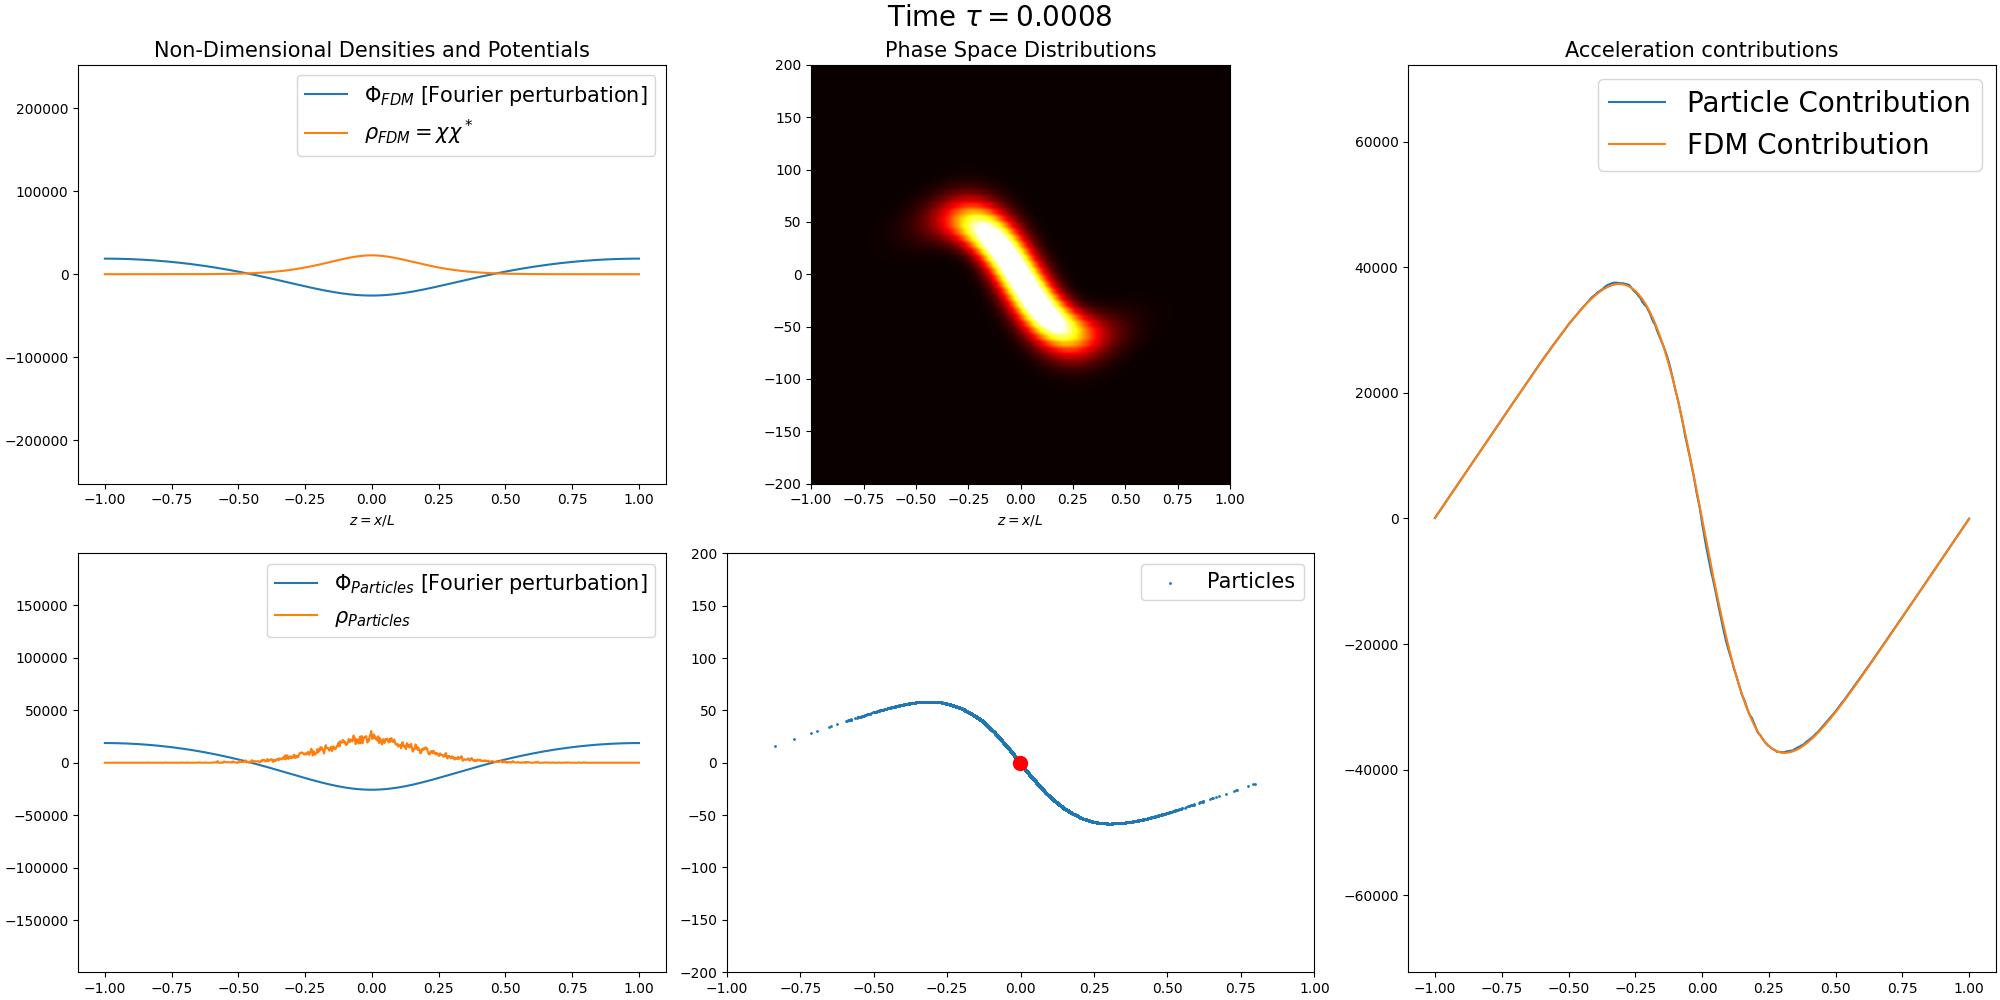 Time τ = 0.0008
Non-Dimensional Densities and Potentials
Φ_FDM [Fourier perturbation]
ρ_FDM = χχ*
200000
100000
0
−100000
−200000
−1.00 −0.75 −0.50 −0.25 0.00 0.25 0.50 0.75 1.00
z = x/L
Phase Space Distributions
200
150
100
50
0
−50
−100
−150
−200
−1.00 −0.75 −0.50 −0.25 0.00 0.25 0.50 0.75 1.00
z = x/L
Acceleration contributions
Particle Contribution
FDM Contribution
60000
40000
20000
0
−20000
−40000
−60000
−1.00 −0.75 −0.50 −0.25 0.00 0.25 0.50 0.75 1.00
Φ_Particles [Fourier perturbation]
ρ_Particles
150000
100000
50000
0
−50000
−100000
−150000
−1.00 −0.75 −0.50 −0.25 0.00 0.25 0.50 0.75 1.00
Particles
200
150
100
50
0
−50
−100
−150
−200
−1.00 −0.75 −0.50 −0.25 0.00 0.25 0.50 0.75 1.00